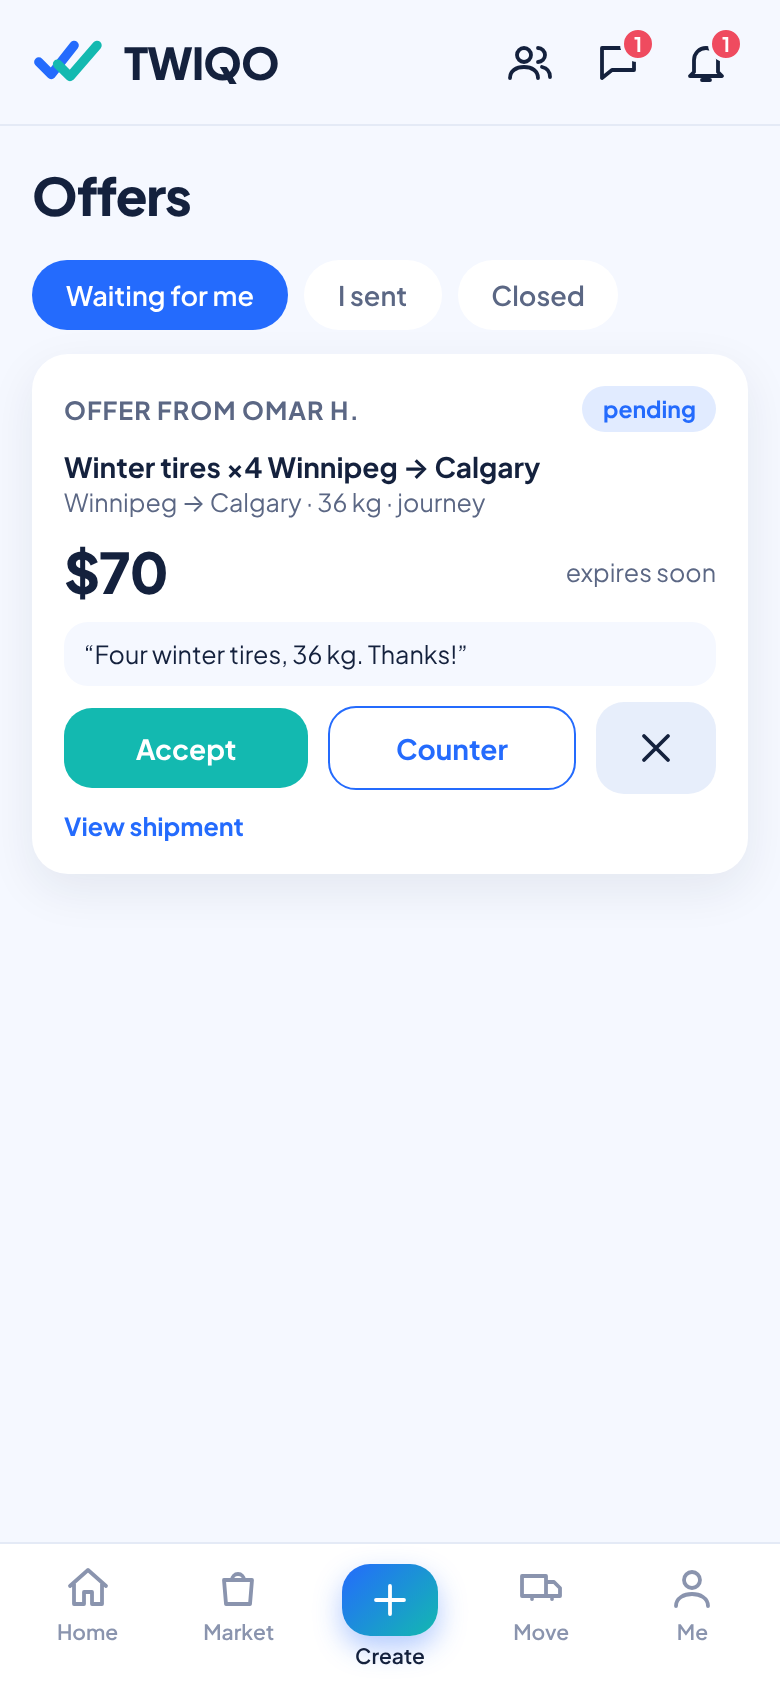 TWIQO
1
1
Offers
Waiting for me
I sent
Closed
OFFER FROM OMAR H.
pending
Winter tires ×4 Winnipeg → Calgary
Winnipeg → Calgary · 36 kg · journey
$70
expires soon
“Four winter tires, 36 kg. Thanks!”
Accept
Counter
View shipment
Home
Market
Create
Move
Me